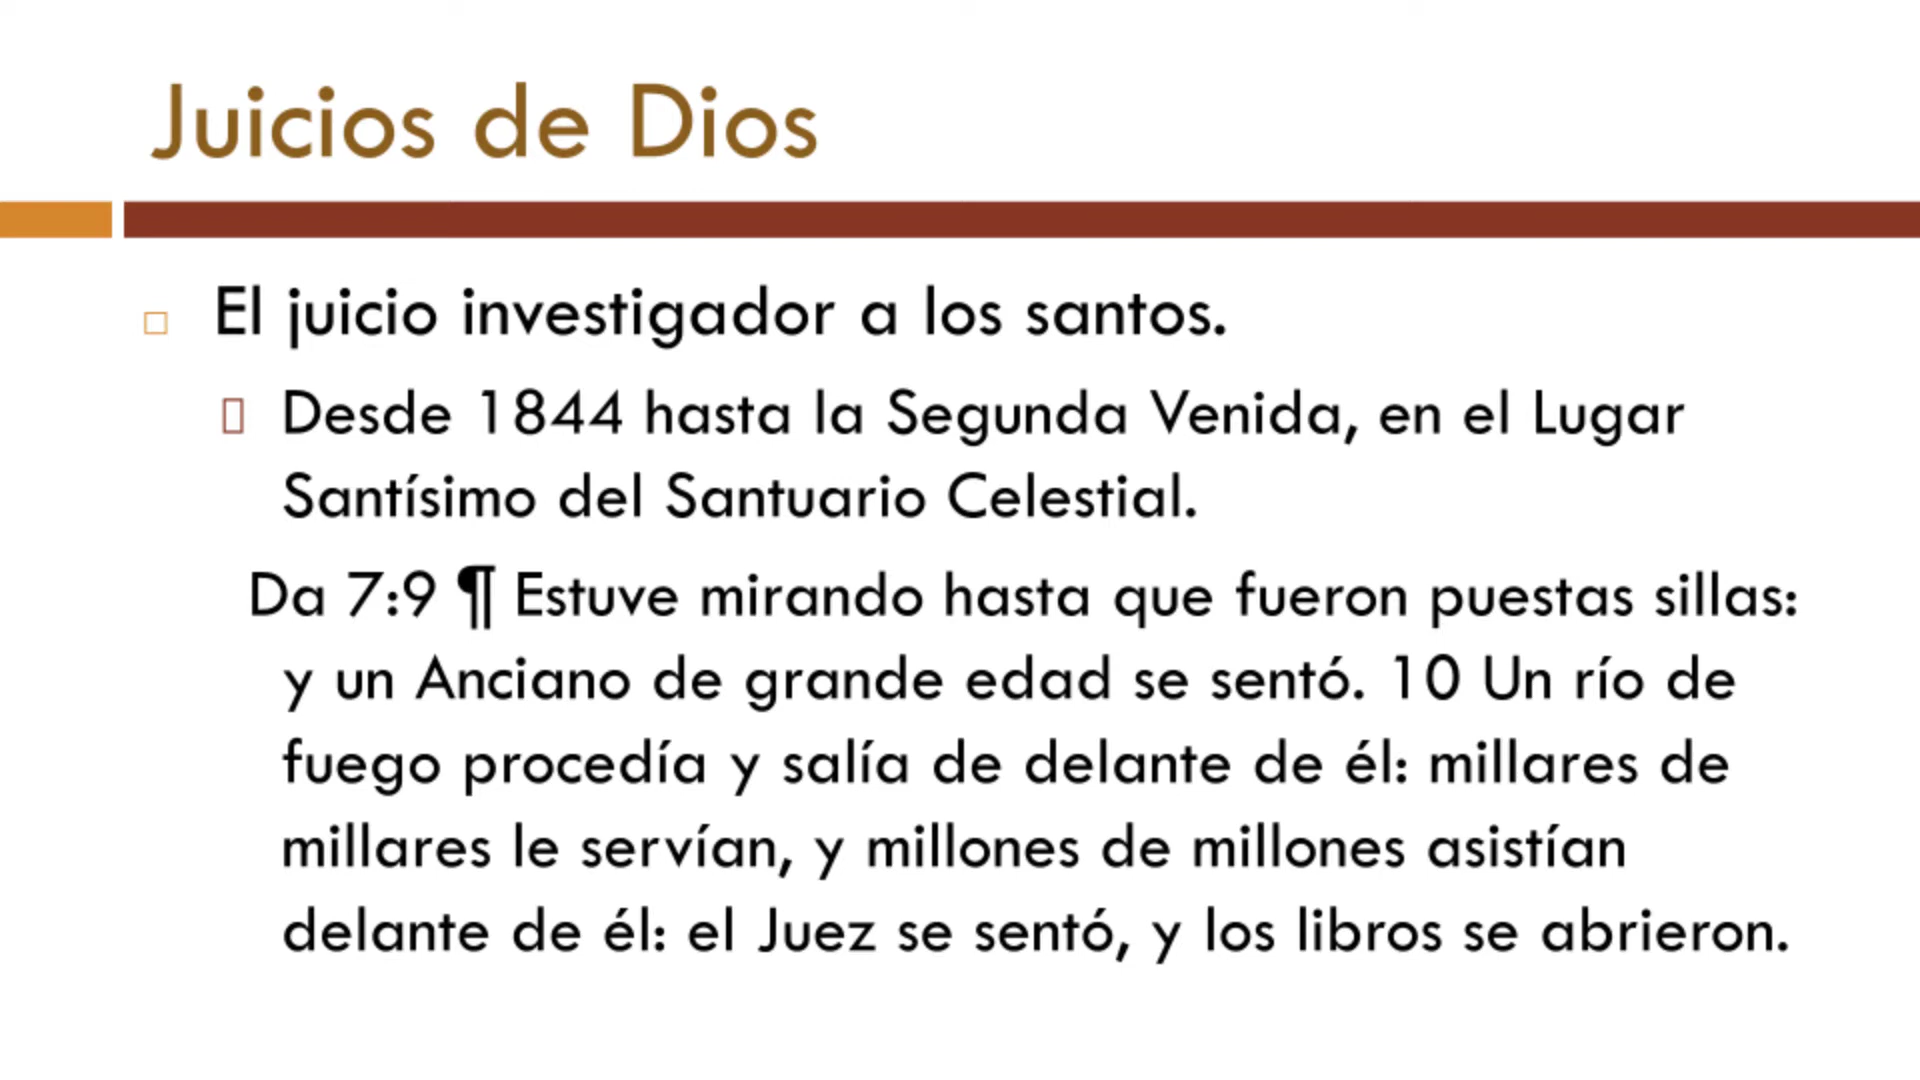 Juicios de Dios
El juicio investigador a los santos.
Desde 1844 hasta la Segunda Venida, en el Lugar
Santísimo del Santuario Celestial.
Da 7:9 ¶ Estuve mirando hasta que fueron puestas sillas:
y un Anciano de grande edad se sentó. 10 Un río de
fuego procedía y salía de delante de él: millares de
millares le servían, y millones de millones asistían
delante de él: el Juez se sentó, y los libros se abrieron.